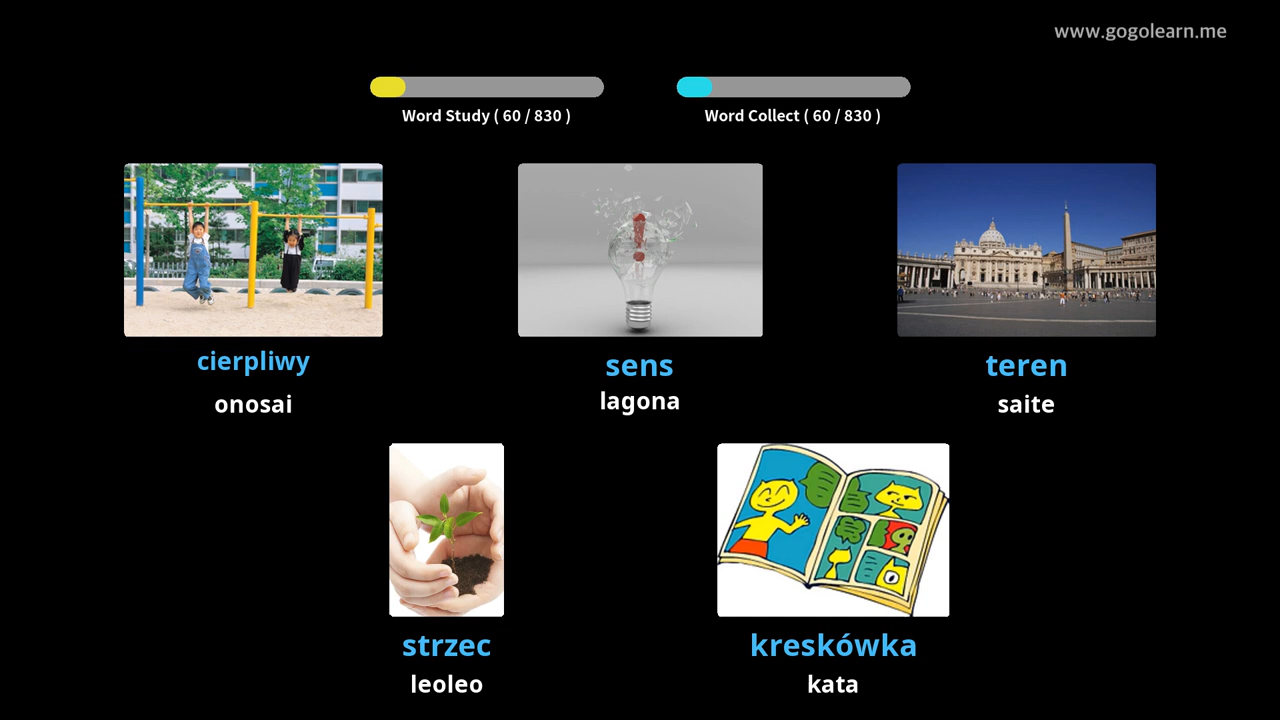 www.gogolearn.me
Word Study ( 60 / 830 )
Word Collect ( 60 / 830 )
cierpliwy
onosai
sens
lagona
teren
saite
strzec
leoleo
kreskówka
kata